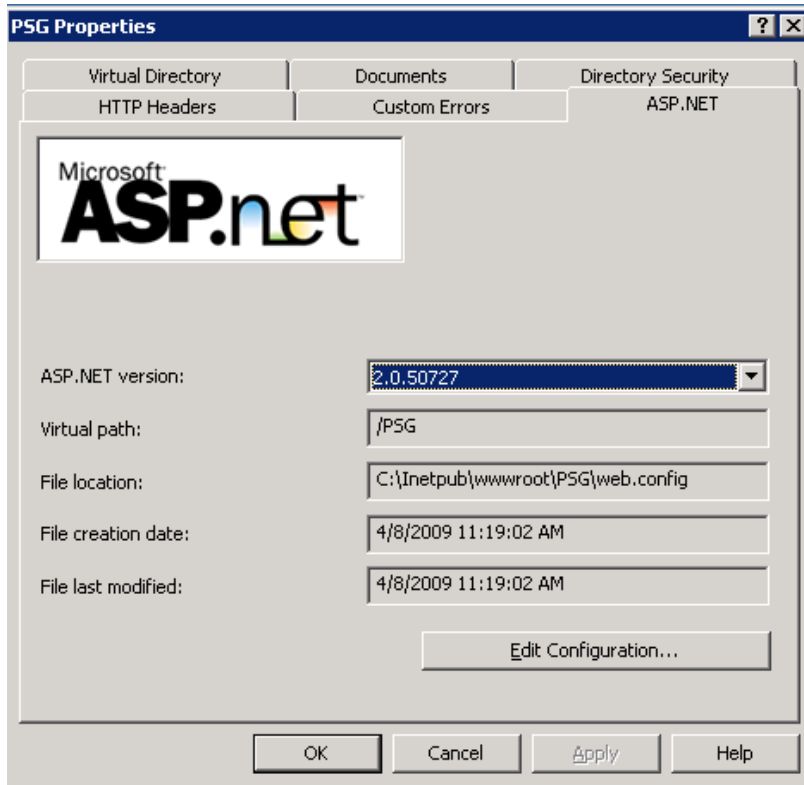 PSG Properties
Virtual Directory Documents Directory Security
HTTP Headers Custom Errors ASP.NET
Microsoft
ASP.net
ASP.NET version: 2.0.50727
Virtual path: /PSG
File location: C:\Inetpub\wwwroot\PSG\web.config
File creation date: 4/8/2009 11:19:02 AM
File last modified: 4/8/2009 11:19:02 AM
Edit Configuration...
OK Cancel Apply Help